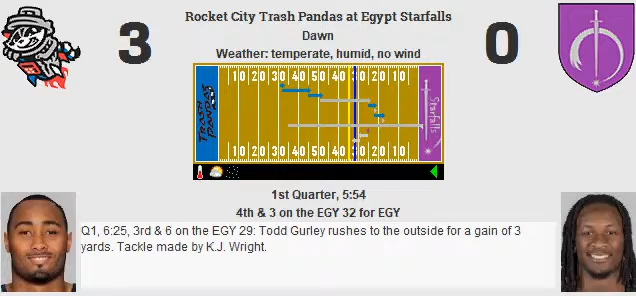 Rocket City Trash Pandas at Egypt Starfalls
3
0
Dawn
Weather: temperate, humid, no wind
10 20 30 40 50 40 30 20 10
TRASH PANDAS
Starfalls
10 20 30 40 50 40 30 20 10
1st Quarter, 5:54
4th & 3 on the EGY 32 for EGY
Q1, 6:25, 3rd & 6 on the EGY 29: Todd Gurley rushes to the outside for a gain of 3
yards. Tackle made by K.J. Wright.